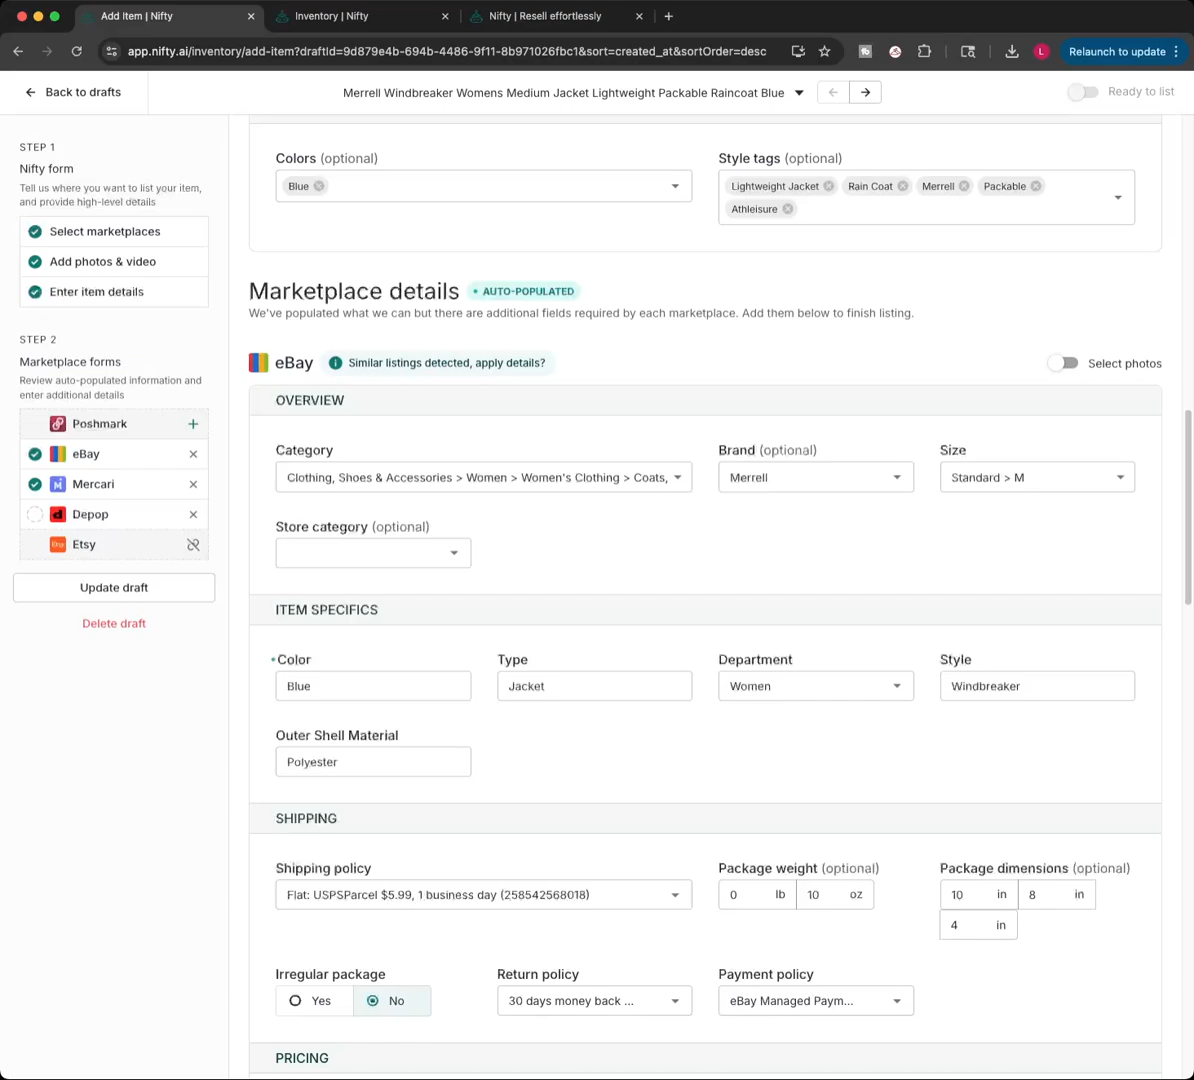 Add Item | Nifty
Inventory | Nifty
Nifty | Resell effortlessly
app.nifty.ai/inventory/add-item?draftId=9d879e4b-694b-4486-9f11-8b971026fbc1&sort=created_at&sortOrder=desc
L
Relaunch to update
Back to drafts
Merrell Windbreaker Womens Medium Jacket Lightweight Packable Raincoat Blue
Ready to list
STEP 1
Nifty form
Tell us where you want to list your item,
and provide high-level details
Select marketplaces
Add photos & video
Enter item details
STEP 2
Marketplace forms
Review auto-populated information and
enter additional details
Poshmark
eBay
Mercari
Depop
Etsy
Update draft
Delete draft
Colors (optional)
Blue
Style tags (optional)
Lightweight Jacket Rain Coat Merrell Packable
Athleisure
Marketplace details AUTO-POPULATED
We've populated what we can but there are additional fields required by each marketplace. Add them below to finish listing.
eBay Similar listings detected, apply details?
Select photos
OVERVIEW
Category
Clothing, Shoes & Accessories > Women > Women's Clothing > Coats,
Brand (optional)
Merrell
Size
Standard > M
Store category (optional)
ITEM SPECIFICS
Color
Blue
Type
Jacket
Department
Women
Style
Windbreaker
Outer Shell Material
Polyester
SHIPPING
Shipping policy
Flat: USPSParcel $5.99, 1 business day (258542568018)
Package weight (optional)
0 lb 10 oz
Package dimensions (optional)
10 in 8 in
4 in
Irregular package
Yes No
Return policy
30 days money back ...
Payment policy
eBay Managed Paym...
PRICING